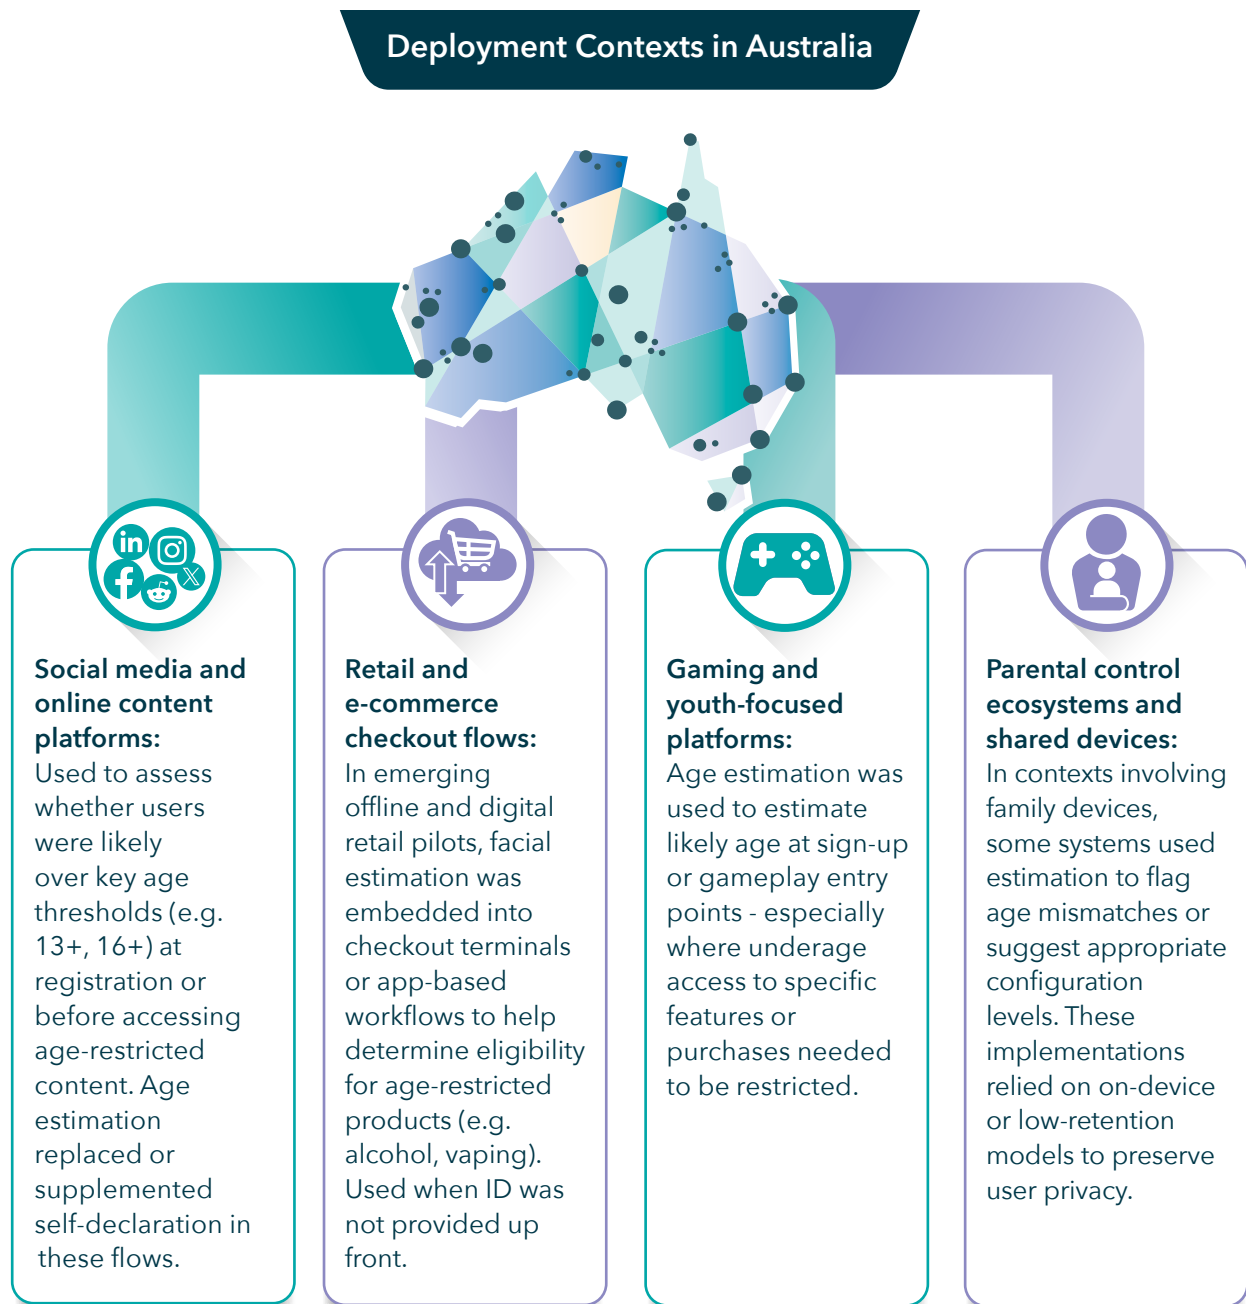 Deployment Contexts in Australia
Social media and
online content
platforms:
Used to assess
whether users
were likely
over key age
thresholds (e.g.
13+, 16+) at
registration or
before accessing
age-restricted
content. Age
estimation
replaced or
supplemented
self-declaration in
these flows.
Retail and
e-commerce
checkout flows:
In emerging
offline and digital
retail pilots, facial
estimation was
embedded into
checkout terminals
or app-based
workflows to help
determine eligibility
for age-restricted
products (e.g.
alcohol, vaping).
Used when ID was
not provided up
front.
Gaming and
youth-focused
platforms:
Age estimation was
used to estimate
likely age at sign-up
or gameplay entry
points - especially
where underage
access to specific
features or
purchases needed
to be restricted.
Parental control
ecosystems and
shared devices:
In contexts involving
family devices,
some systems used
estimation to flag
age mismatches or
suggest appropriate
configuration
levels. These
implementations
relied on on-device
or low-retention
models to preserve
user privacy.